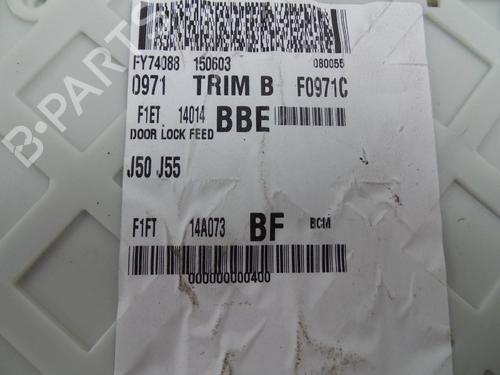 FY74088 150603 080055
0971 TRIM B F0971C
F1ET 14014 BBE
DOOR LOCK FEED
J50 J55
F1FT 14A073 BF BCM
000000000400
B-PARTS